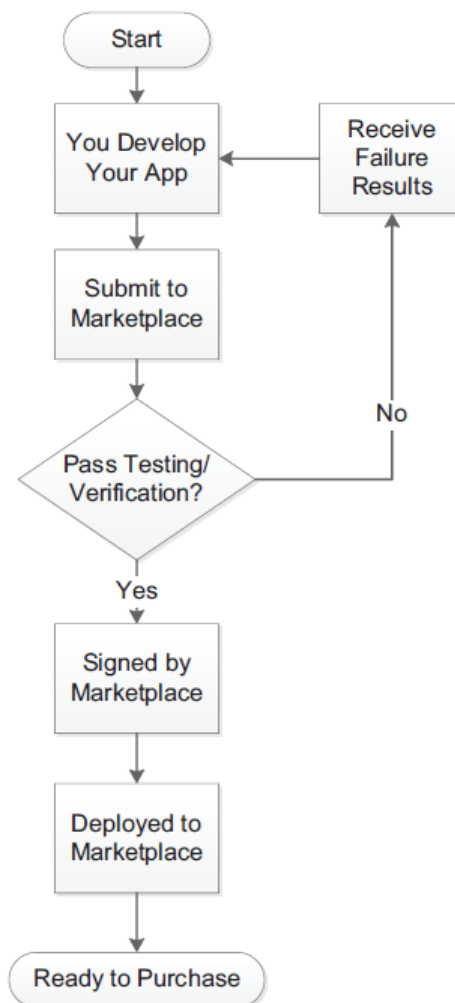 Start
You Develop
Your App
Receive
Failure
Results
Submit to
Marketplace
No
Pass Testing/
Verification?
Yes
Signed by
Marketplace
Deployed to
Marketplace
Ready to Purchase